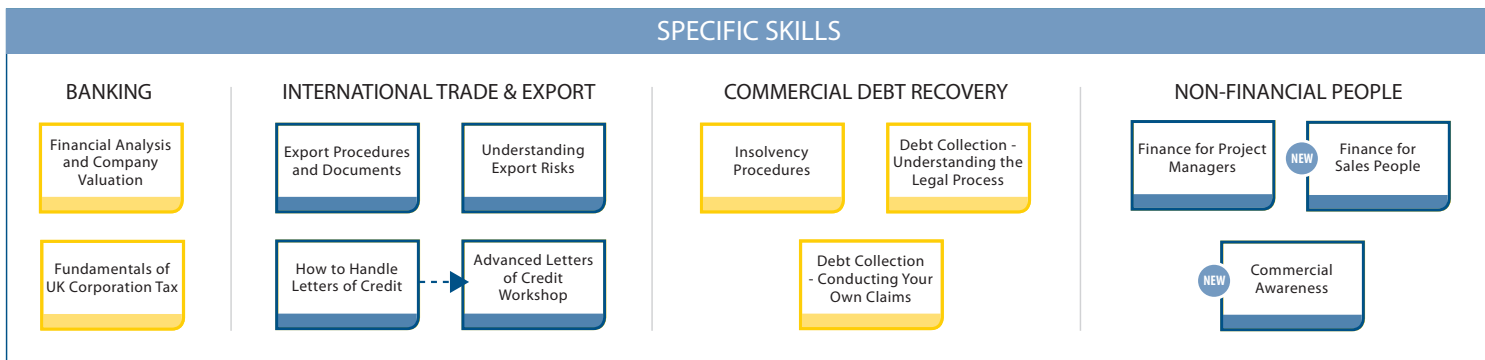 SPECIFIC SKILLS
BANKING
Financial Analysis
and Company
Valuation
Fundamentals of
UK Corporation Tax
INTERNATIONAL TRADE & EXPORT
Export Procedures
and Documents
Understanding
Export Risks
How to Handle
Letters of Credit
Advanced Letters
of Credit
Workshop
COMMERCIAL DEBT RECOVERY
Insolvency
Procedures
Debt Collection -
Understanding the
Legal Process
Debt Collection
- Conducting Your
Own Claims
NON-FINANCIAL PEOPLE
Finance for Project
Managers
NEW
Finance for
Sales People
NEW
Commercial
Awareness